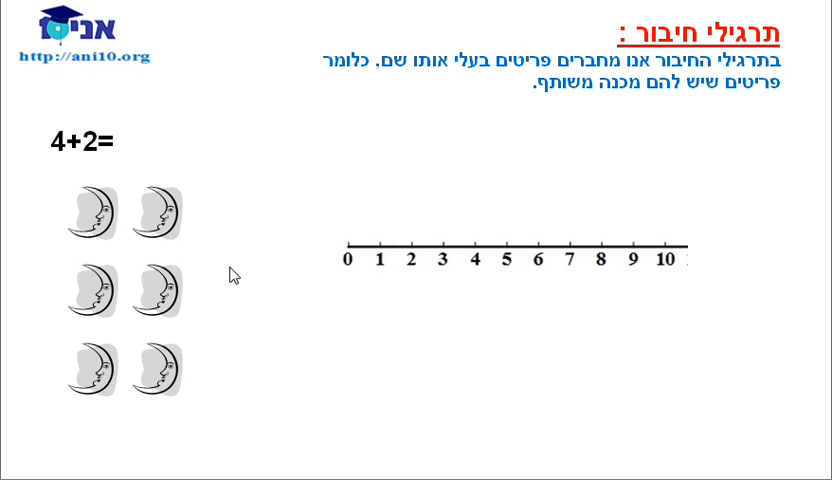 אניסו
http://ani10.org
תרגילי חיבור :
בתרגילי החיבור אנו מחברים פריטים בעלי אותו שם, כלומר
פריטים שיש להם מכנה משותף.
4+2=
0 1 2 3 4 5 6 7 8 9 10